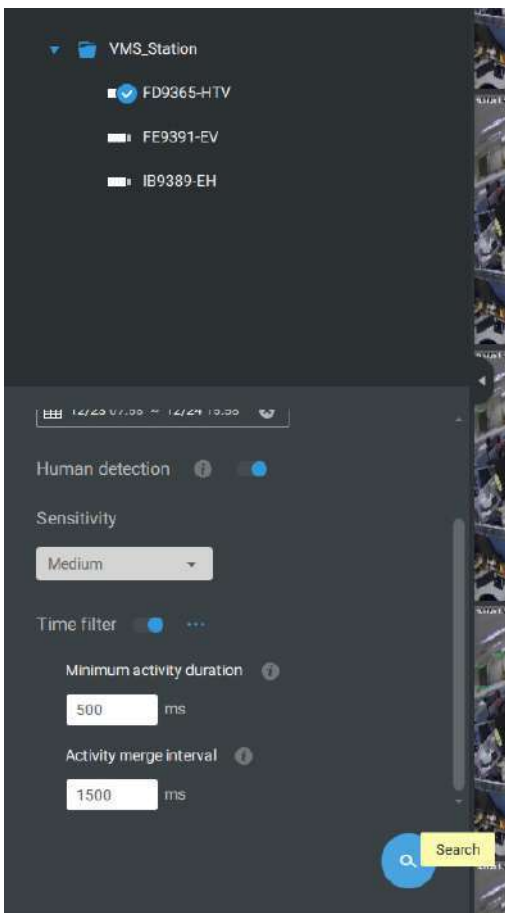 VMS_Station
FD9365-HTV
FE9391-EV
IB9389-EH
Human detection
Sensitivity
Medium
Time filter
Minimum activity duration
500 ms
Activity merge interval
1500 ms
Search